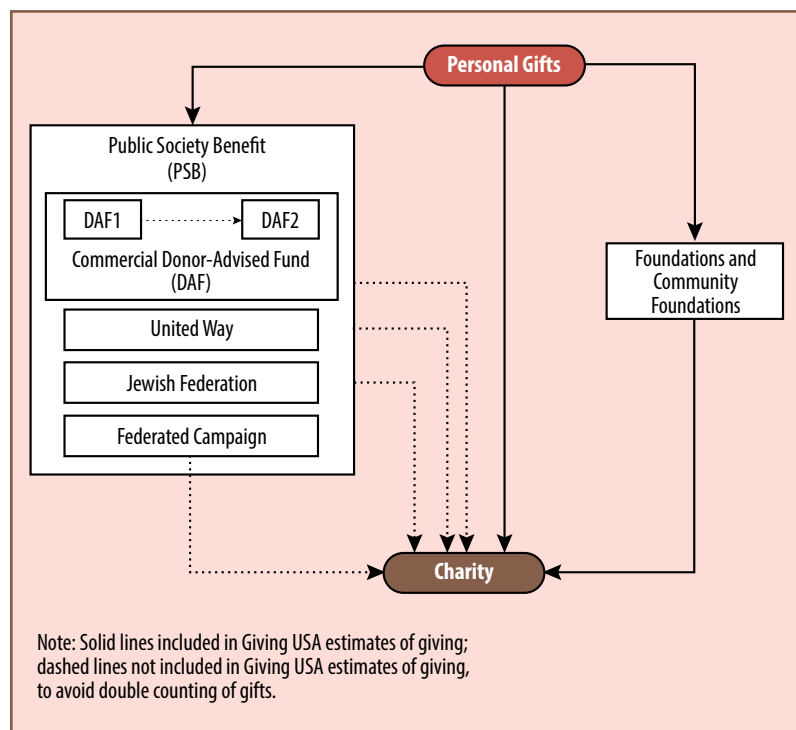 Personal Gifts
Public Society Benefit
(PSB)
DAF1
DAF2
Commercial Donor-Advised Fund
(DAF)
United Way
Jewish Federation
Federated Campaign
Foundations and
Community
Foundations
Charity
Note: Solid lines included in Giving USA estimates of giving;
dashed lines not included in Giving USA estimates of giving,
to avoid double counting of gifts.